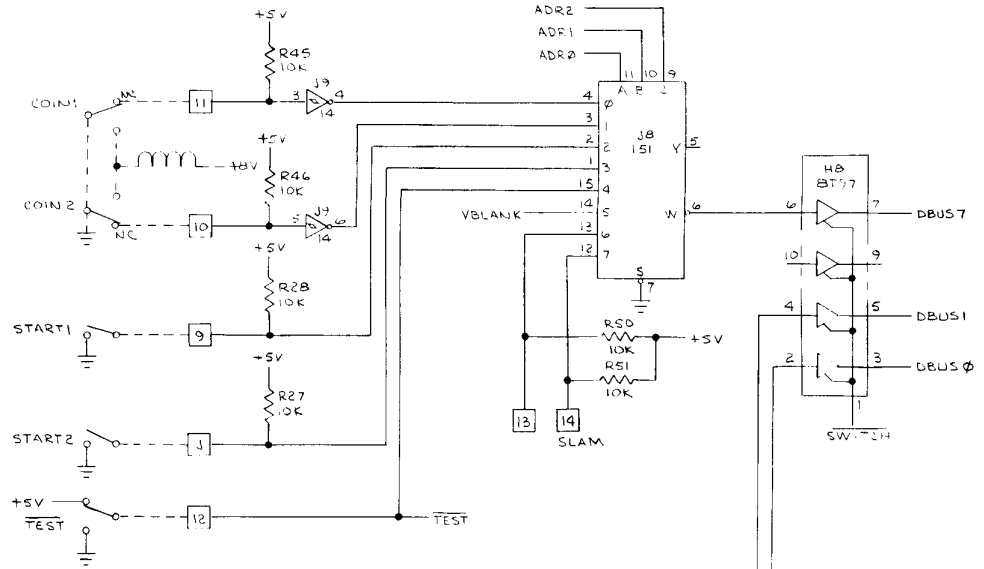 +5V
R45
10K
J9
3
4
14
COIN1
11
+5V
+8V
R46
10K
J9
5
6
14
COIN2
NC
10
+5V
R28
10K
START1
9
+5V
R27
10K
START2
J
+5V
TEST
12
TEST
ADR2
ADR1
ADRØ
11 10 9
A B
4 Ø
3 1
2 2
1 3
15 4
VBLANK 14 5
13 6
12 7
J8
151
Y 5
W 6
S
7
R50
10K
+5V
R51
10K
13
14
SLAM
H8
8T97
6 7 DBUS7
10 9
4 5 DBUS1
2 3 DBUSØ
1
SWITCH